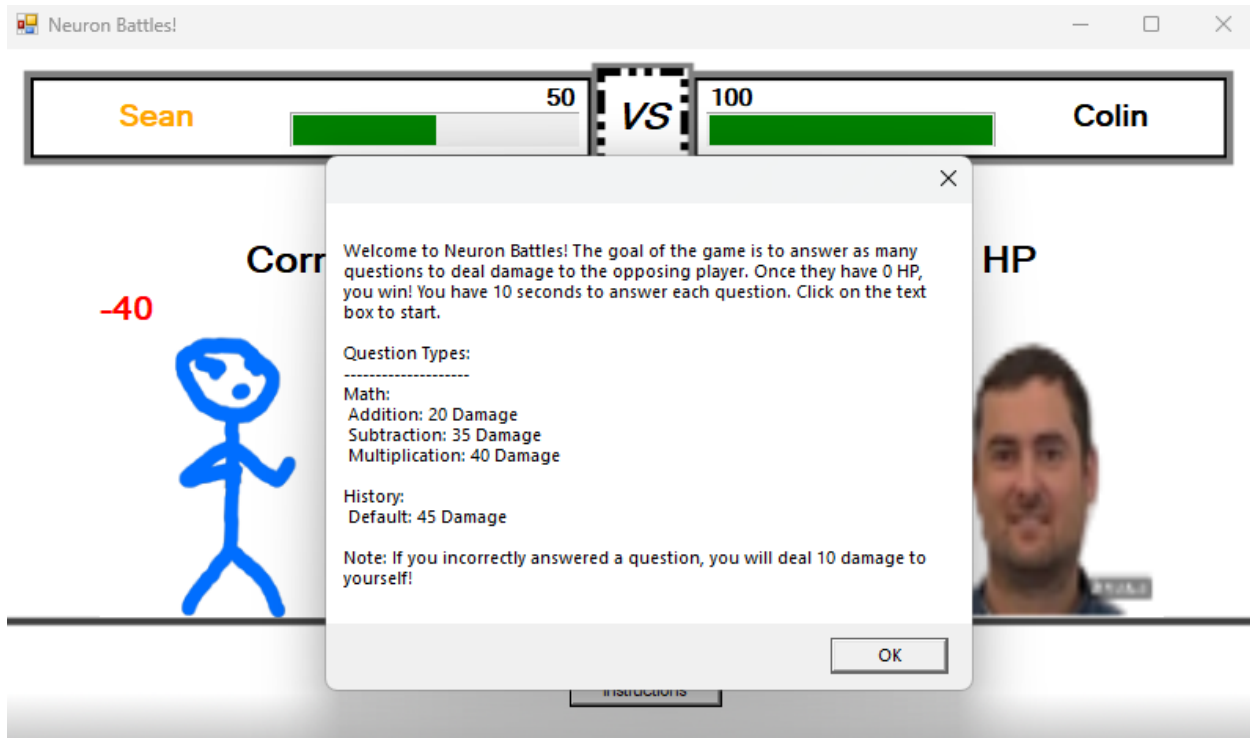 Neuron Battles!
Sean
50
VS
100
Colin
Corr
HP
-40
Welcome to Neuron Battles! The goal of the game is to answer as many
questions to deal damage to the opposing player. Once they have 0 HP,
you win! You have 10 seconds to answer each question. Click on the text
box to start.
Question Types:
--------------------
Math:
Addition: 20 Damage
Subtraction: 35 Damage
Multiplication: 40 Damage
History:
Default: 45 Damage
Note: If you incorrectly answered a question, you will deal 10 damage to
yourself!
OK
Instructions